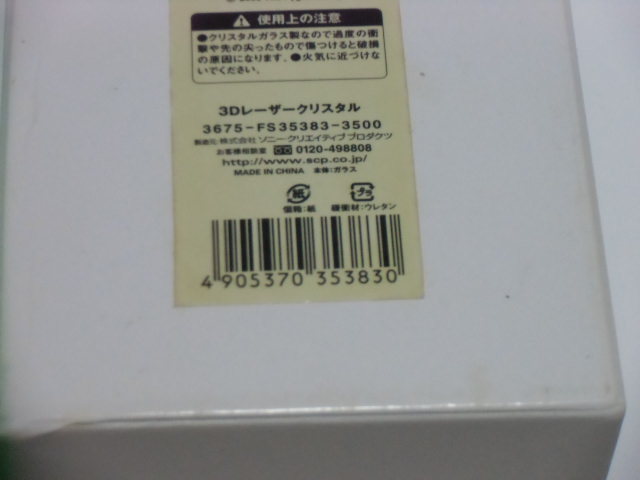 使用上の注意
●クリスタルガラス製なので過度の衝
撃や先の尖ったもので傷つけると破損
の原因になります。●火気に近づけな
いでください。
3Dレーザークリスタル
3675-FS35383-3500
製造元:株式会社 ソニー・クリエイティブ プロダクツ
お客様相談室 0120-498808
http://www.scp.co.jp/
MADE IN CHINA 本体:ガラス
紙 プラ
個箱:紙 緩衝材:ウレタン
4 905370 353830